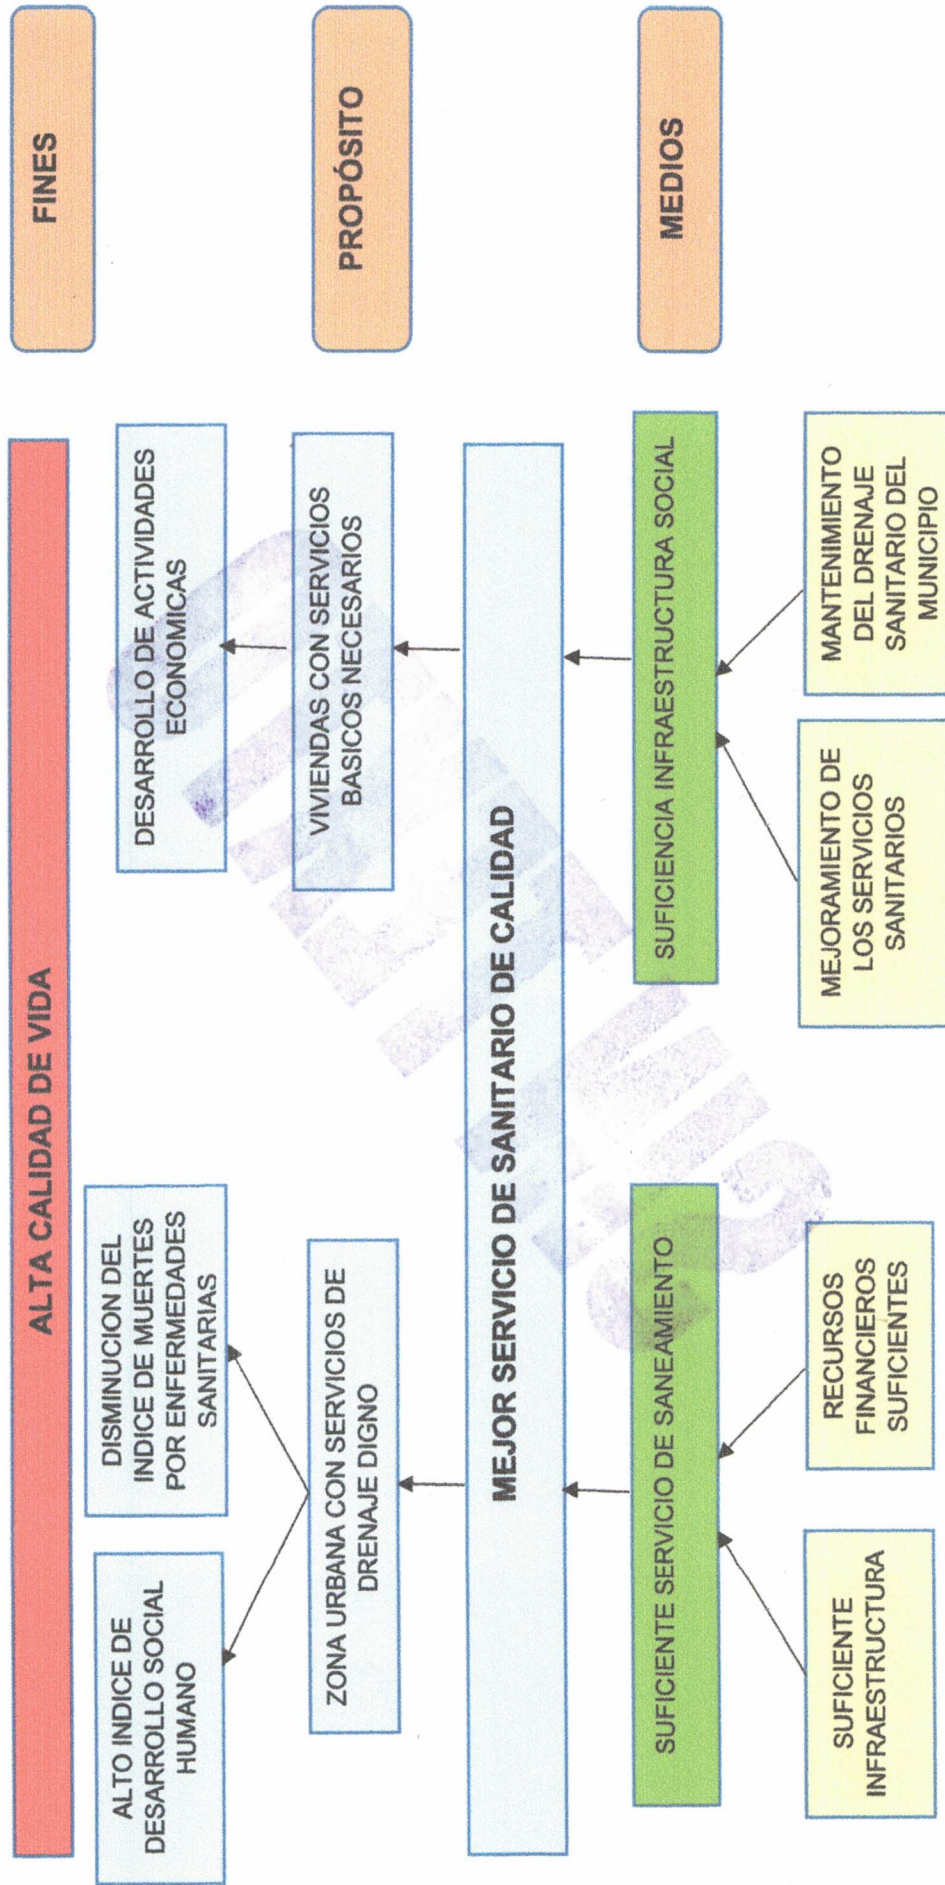 ALTA CALIDAD DE VIDA
FINES
ALTO INDICE DE
DESARROLLO SOCIAL
HUMANO
DISMINUCION DEL
INDICE DE MUERTES
POR ENFERMEDADES
SANITARIAS
DESARROLLO DE ACTIVIDADES
ECONOMICAS
ZONA URBANA CON SERVICIOS DE
DRENAJE DIGNO
VIVIENDAS CON SERVICIOS
BASICOS NECESARIOS
PROPÓSITO
MEJOR SERVICIO DE SANITARIO DE CALIDAD
SUFICIENTE SERVICIO DE SANEAMIENTO
SUFICIENCIA INFRAESTRUCTURA SOCIAL
MEDIOS
SUFICIENTE
INFRAESTRUCTURA
RECURSOS
FINANCIEROS
SUFICIENTES
MEJORAMIENTO DE
LOS SERVICIOS
SANITARIOS
MANTENIMIENTO
DEL DRENAJE
SANITARIO DEL
MUNICIPIO